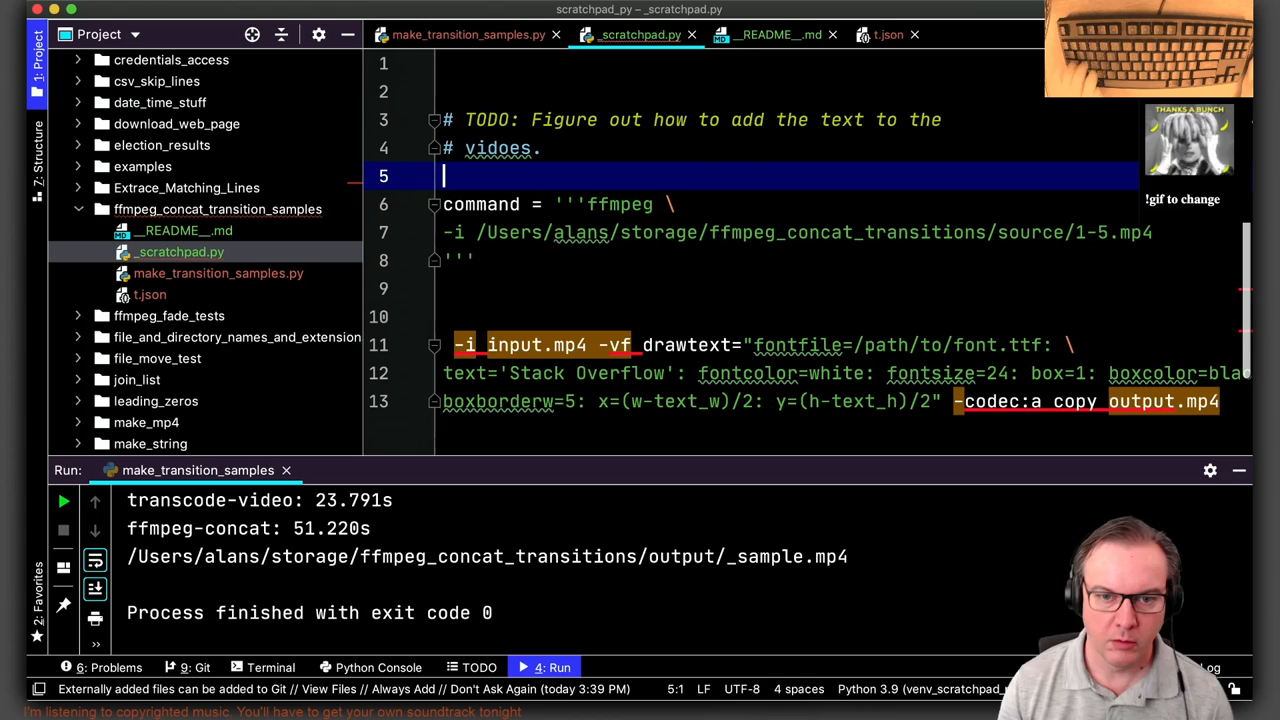 scratchpad_py – _scratchpad.py
Project
make_transition_samples.py
_scratchpad.py
__README__.md
t.json
1: Project
7: Structure
2: Favorites
credentials_access
csv_skip_lines
date_time_stuff
download_web_page
election_results
examples
Extrace_Matching_Lines
ffmpeg_concat_transition_samples
__README__.md
_scratchpad.py
make_transition_samples.py
t.json
ffmpeg_fade_tests
file_and_directory_names_and_extension
file_move_test
join_list
leading_zeros
make_mp4
make_string
1
2
3 # TODO: Figure out how to add the text to the
4 # vidoes.
5
6 command = '''ffmpeg \
7 -i /Users/alans/storage/ffmpeg_concat_transitions/source/1-5.mp4
8 '''
9
10
11 -i input.mp4 -vf drawtext="fontfile=/path/to/font.ttf: \
12 text='Stack Overflow': fontcolor=white: fontsize=24: box=1: boxcolor=bla
13 boxborderw=5: x=(w-text_w)/2: y=(h-text_h)/2" -codec:a copy output.mp4
THANKS A BUNCH
!gif to change
Run: make_transition_samples
transcode-video: 23.791s
ffmpeg-concat: 51.220s
/Users/alans/storage/ffmpeg_concat_transitions/output/_sample.mp4
Process finished with exit code 0
6: Problems 9: Git Terminal Python Console TODO 4: Run Log
Externally added files can be added to Git // View Files // Always Add // Don't Ask Again (today 3:39 PM) 5:1 LF UTF-8 4 spaces Python 3.9 (venv_scratchpad_
I'm listening to copyrighted music. You'll have to get your own soundtrack tonight